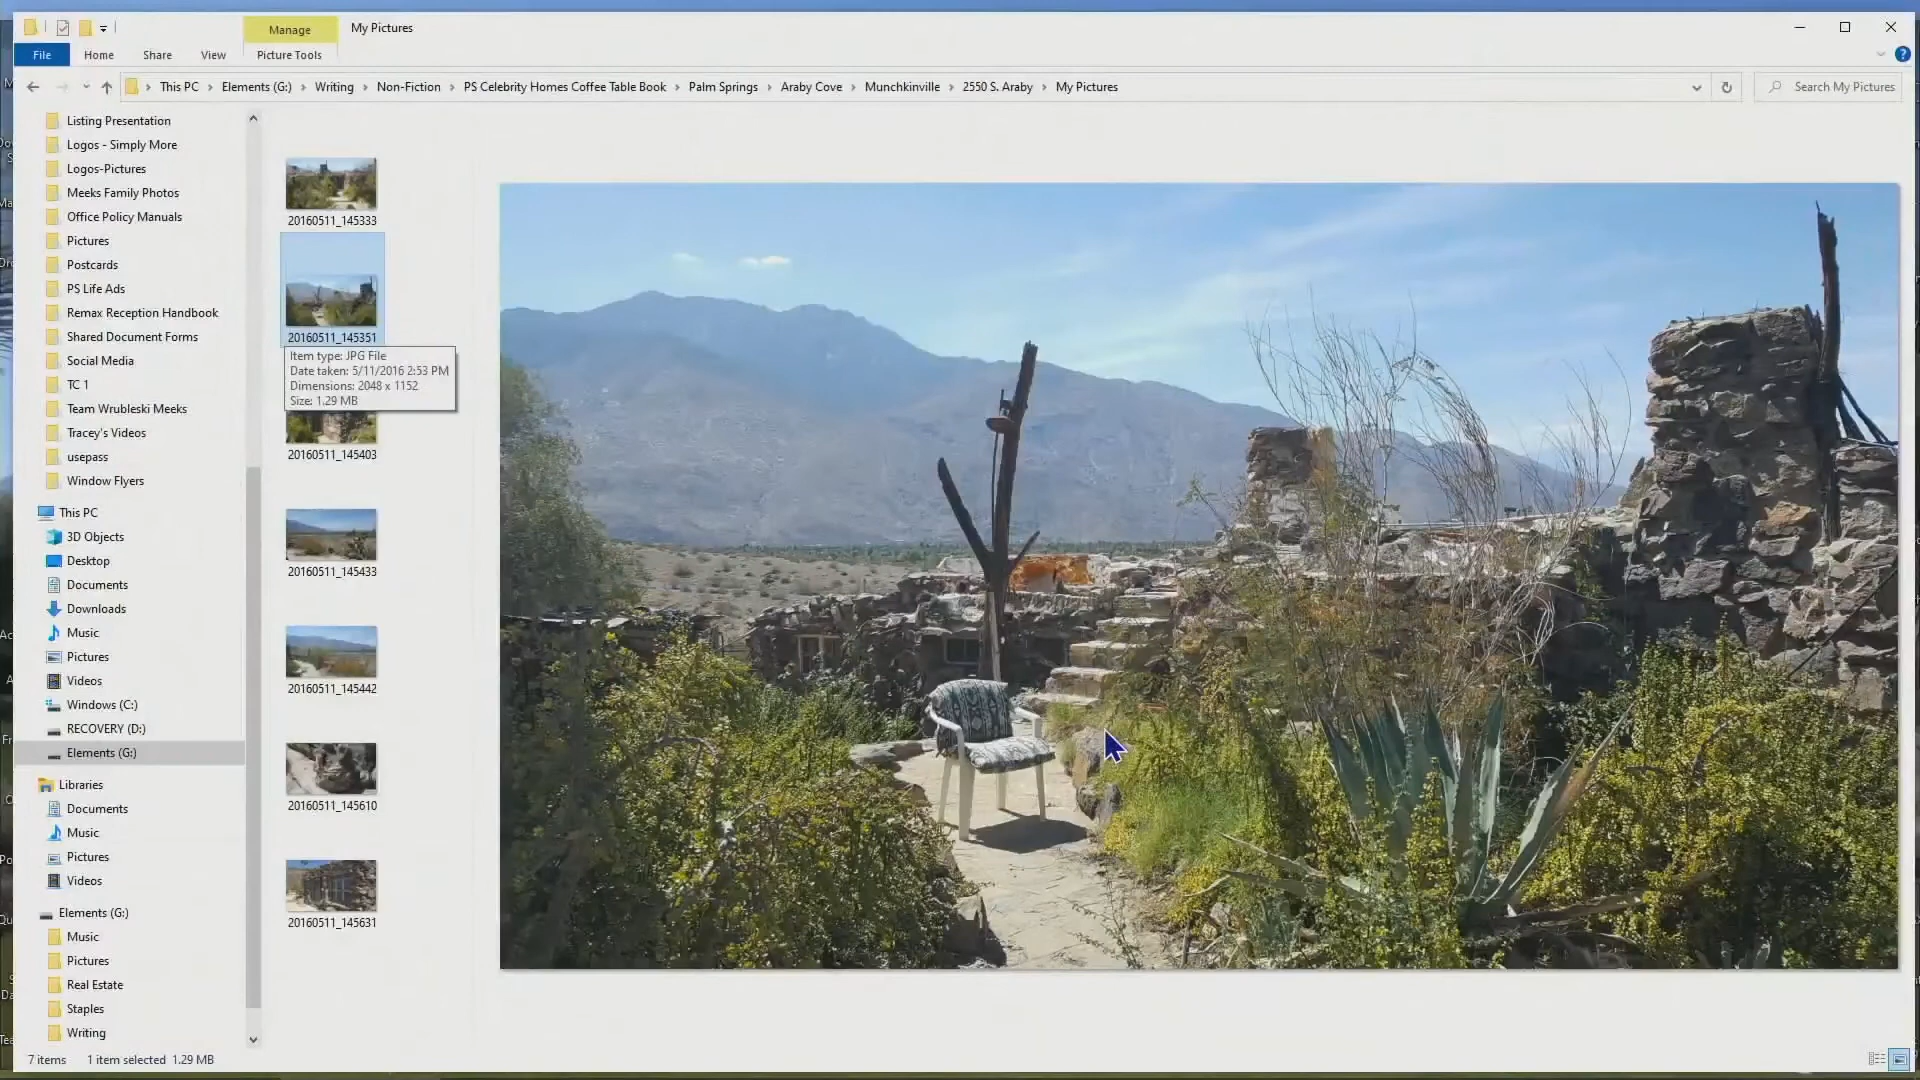 Manage
My Pictures
File
Home
Share
View
Picture Tools
This PC
Elements (G:)
Writing
Non-Fiction
PS Celebrity Homes Coffee Table Book
Palm Springs
Araby Cove
Munchkinville
2550 S. Araby
My Pictures
Search My Pictures
Listing Presentation
Logos - Simply More
Logos-Pictures
Meeks Family Photos
Office Policy Manuals
Pictures
Postcards
PS Life Ads
Remax Reception Handbook
Shared Document Forms
Social Media
TC 1
Team Wrubleski Meeks
Tracey's Videos
usepass
Window Flyers
This PC
3D Objects
Desktop
Documents
Downloads
Music
Pictures
Videos
Windows (C:)
RECOVERY (D:)
Elements (G:)
Libraries
Documents
Music
Pictures
Videos
Elements (G:)
Music
Pictures
Real Estate
Staples
Writing
20160511_145333
20160511_145351
Item type: JPG File
Date taken: 5/11/2016 2:53 PM
Dimensions: 2048 x 1152
Size: 1.29 MB
20160511_145403
20160511_145433
20160511_145442
20160511_145610
20160511_145631
7 items
1 item selected 1.29 MB